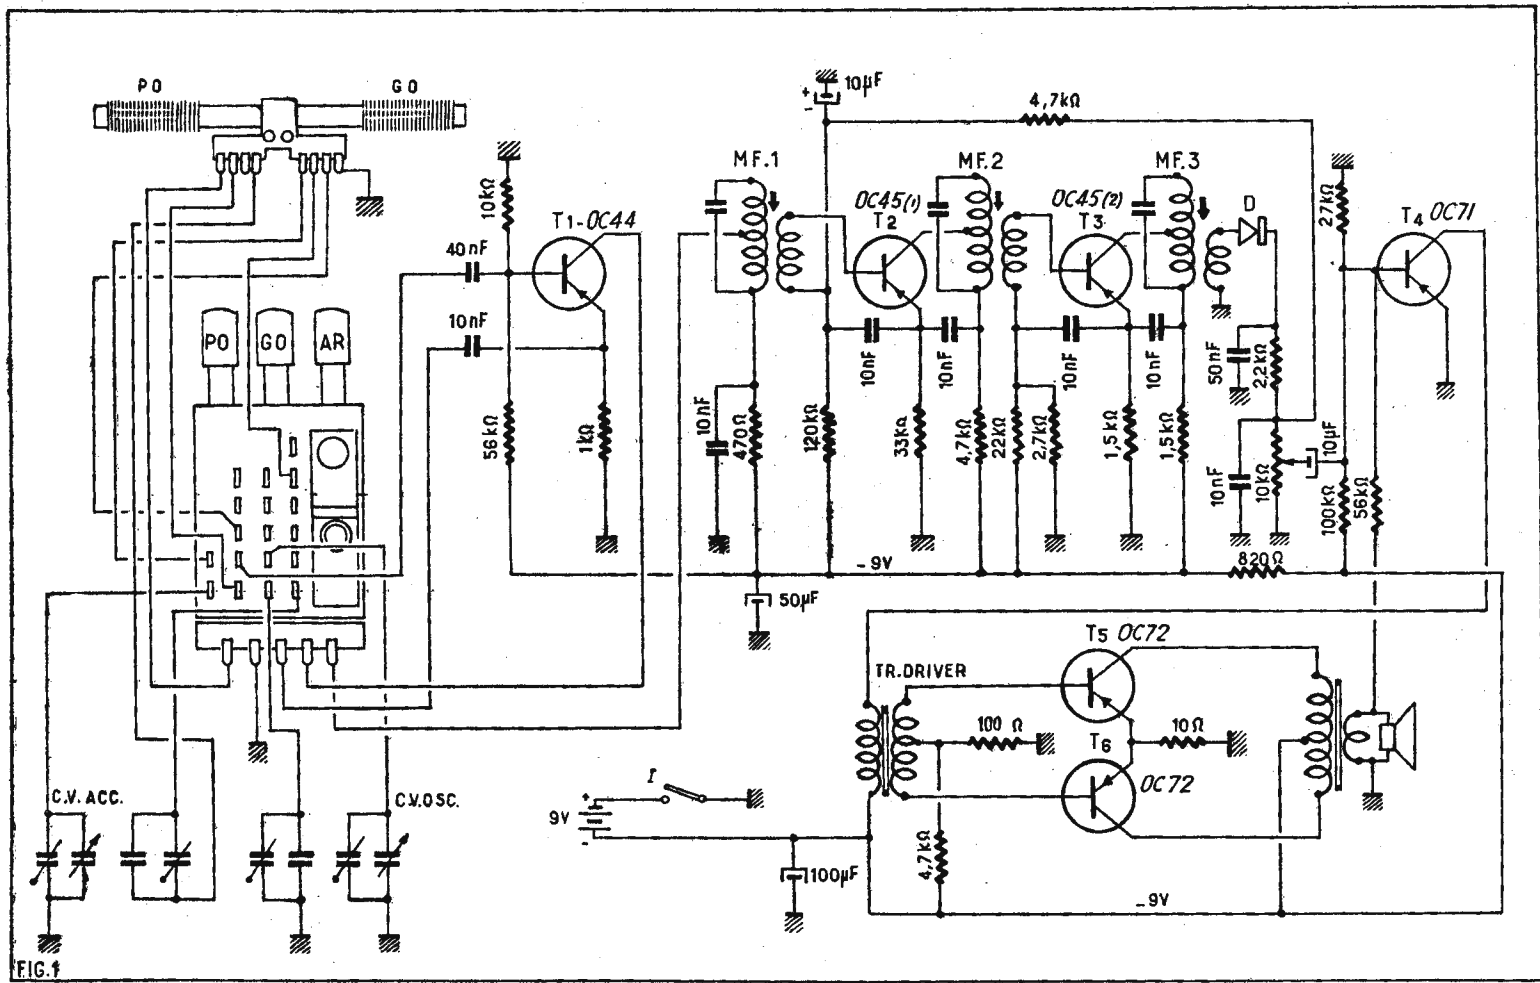 PO
GO
10kΩ
T1-OC44
40nF
10nF
56kΩ
1kΩ
PO
GO
AR
MF.1
10µF
+
-
4,7kΩ
MF.2
MF.3
OC45(1)
T2
OC45(2)
T3
D
27kΩ
T4 OC71
10nF
10nF
10nF
10nF
50nF
2,2kΩ
10nF
470Ω
120kΩ
33kΩ
4,7kΩ
22kΩ
2,7kΩ
1,5kΩ
1,5kΩ
10nF
10kΩ
10µF
100kΩ
56kΩ
-9V
820Ω
50µF
T5 OC72
TR.DRIVER
100 Ω
10Ω
T6
OC72
I
+
9V
-
4,7kΩ
100µF
-9V
C.V. ACC.
C.V.OSC.
FIG.1